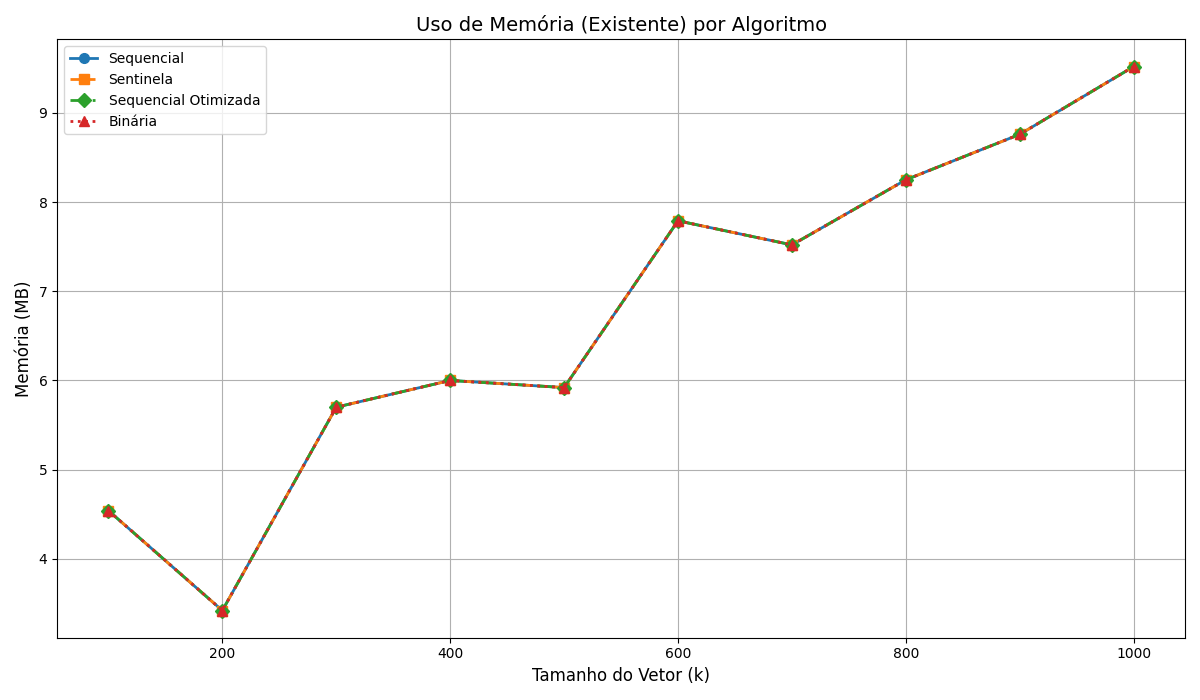 Uso de Memória (Existente) por Algoritmo
Sequencial
Sentinela
Sequencial Otimizada
Binária
Memória (MB)
9
8
7
6
5
4
200 400 600 800 1000
Tamanho do Vetor (k)